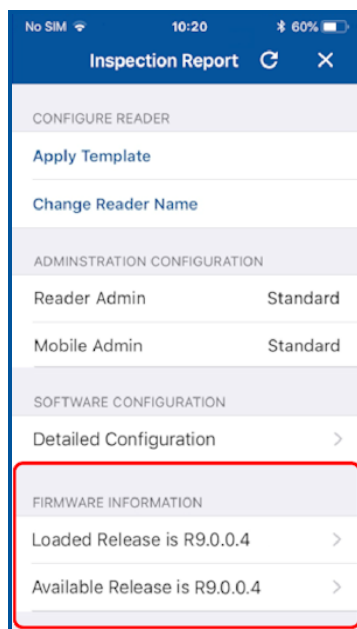 No SIM 10:20 60%
Inspection Report
CONFIGURE READER
Apply Template
Change Reader Name
ADMINSTRATION CONFIGURATION
Reader Admin Standard
Mobile Admin Standard
SOFTWARE CONFIGURATION
Detailed Configuration
FIRMWARE INFORMATION
Loaded Release is R9.0.0.4
Available Release is R9.0.0.4